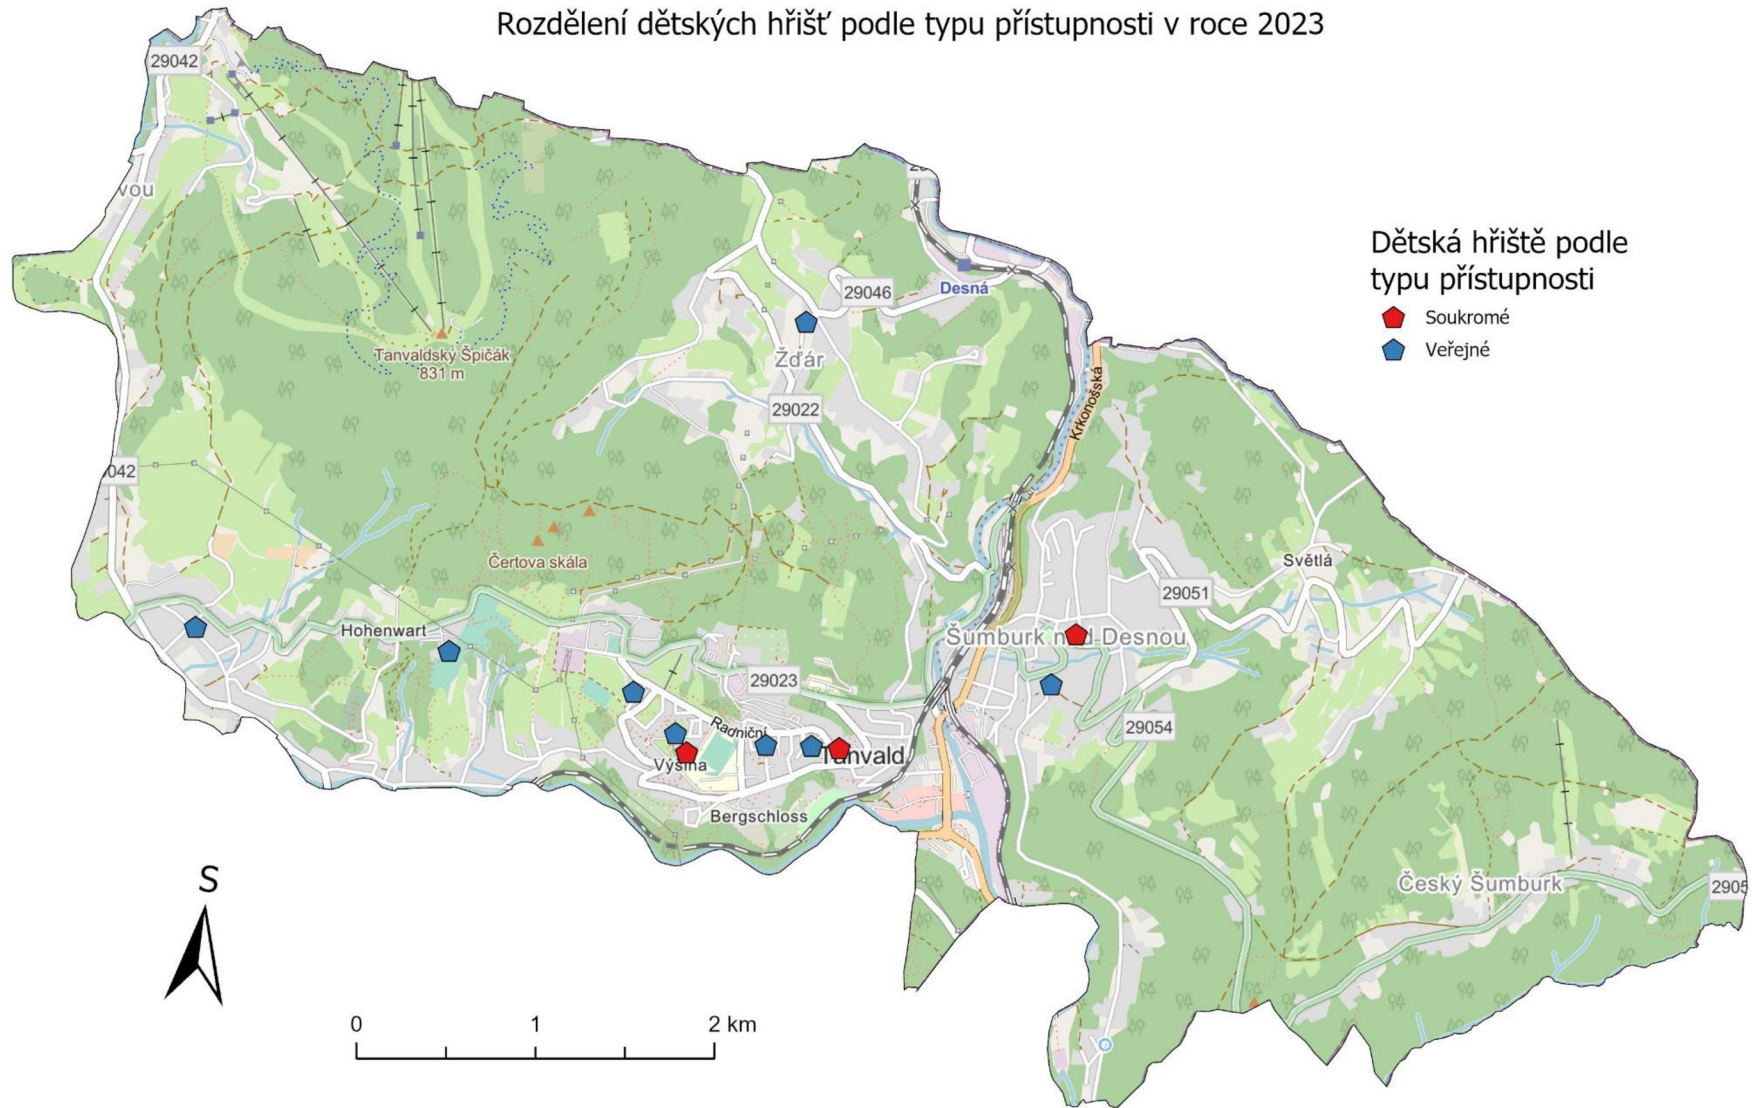 Rozdělení dětských hřišť podle typu přístupnosti v roce 2023
29042
vou
Dětská hřiště podle
typu přístupnosti
Soukromé
Veřejné
Desná
29046
Tanvaldský Špičák
831 m
Žďár
29022
Krkonošská
042
Čertova skála
Světlá
29051
Hohenwart
Šumburk nad Desnou
29023
29054
Radniční
Výšina
Tanvald
Bergschloss
Český Šumburk
2905
S
0 1 2 km